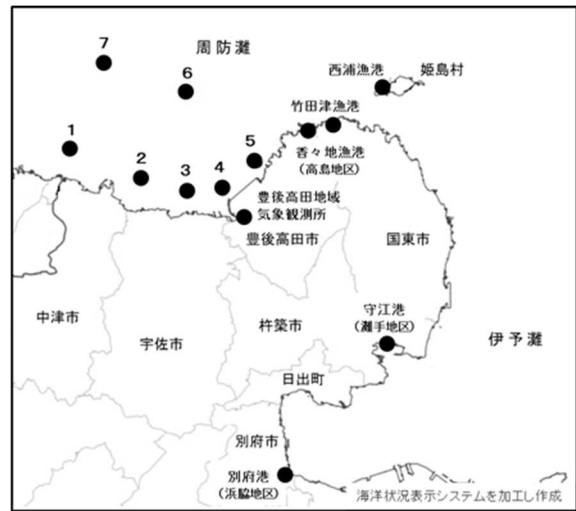 7
周防灘
6
西浦漁港
姫島村
竹田津漁港
1
2
3
4
5
香々地漁港
(高島地区)
豊後高田地域
気象観測所
豊後高田市
国東市
守江港
(灘手地区)
中津市
宇佐市
杵築市
伊予灘
日出町
別府市
別府港
(浜脇地区)
海洋状況表示システムを加工し作成